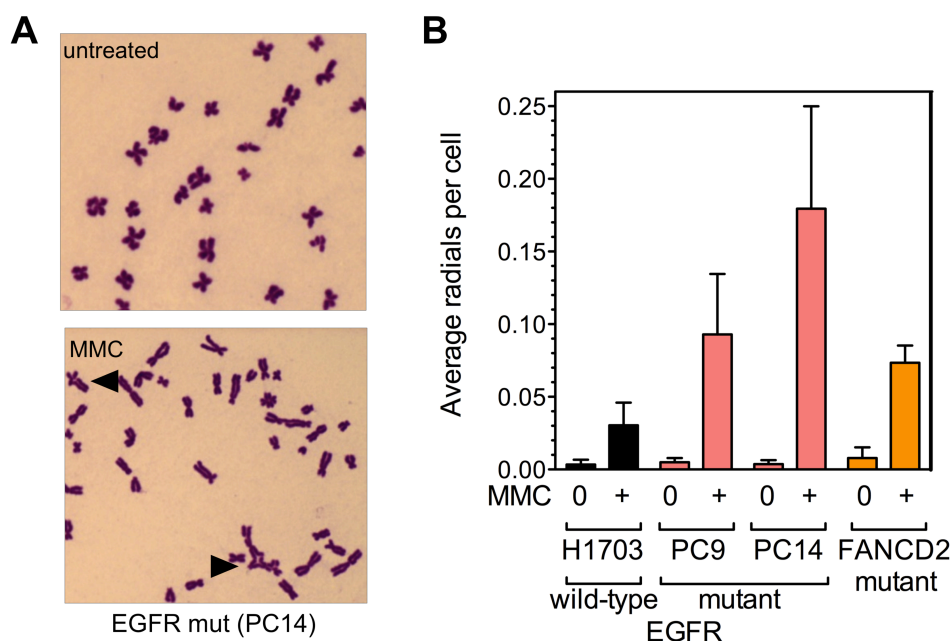 A
untreated
MMC
EGFR mut (PC14)
B
Average radials per cell
0.25
0.20
0.15
0.10
0.05
0.00
MMC 0 + 0 + 0 + 0 +
H1703 PC9 PC14 FANCD2
mutant
wild-type mutant
EGFR